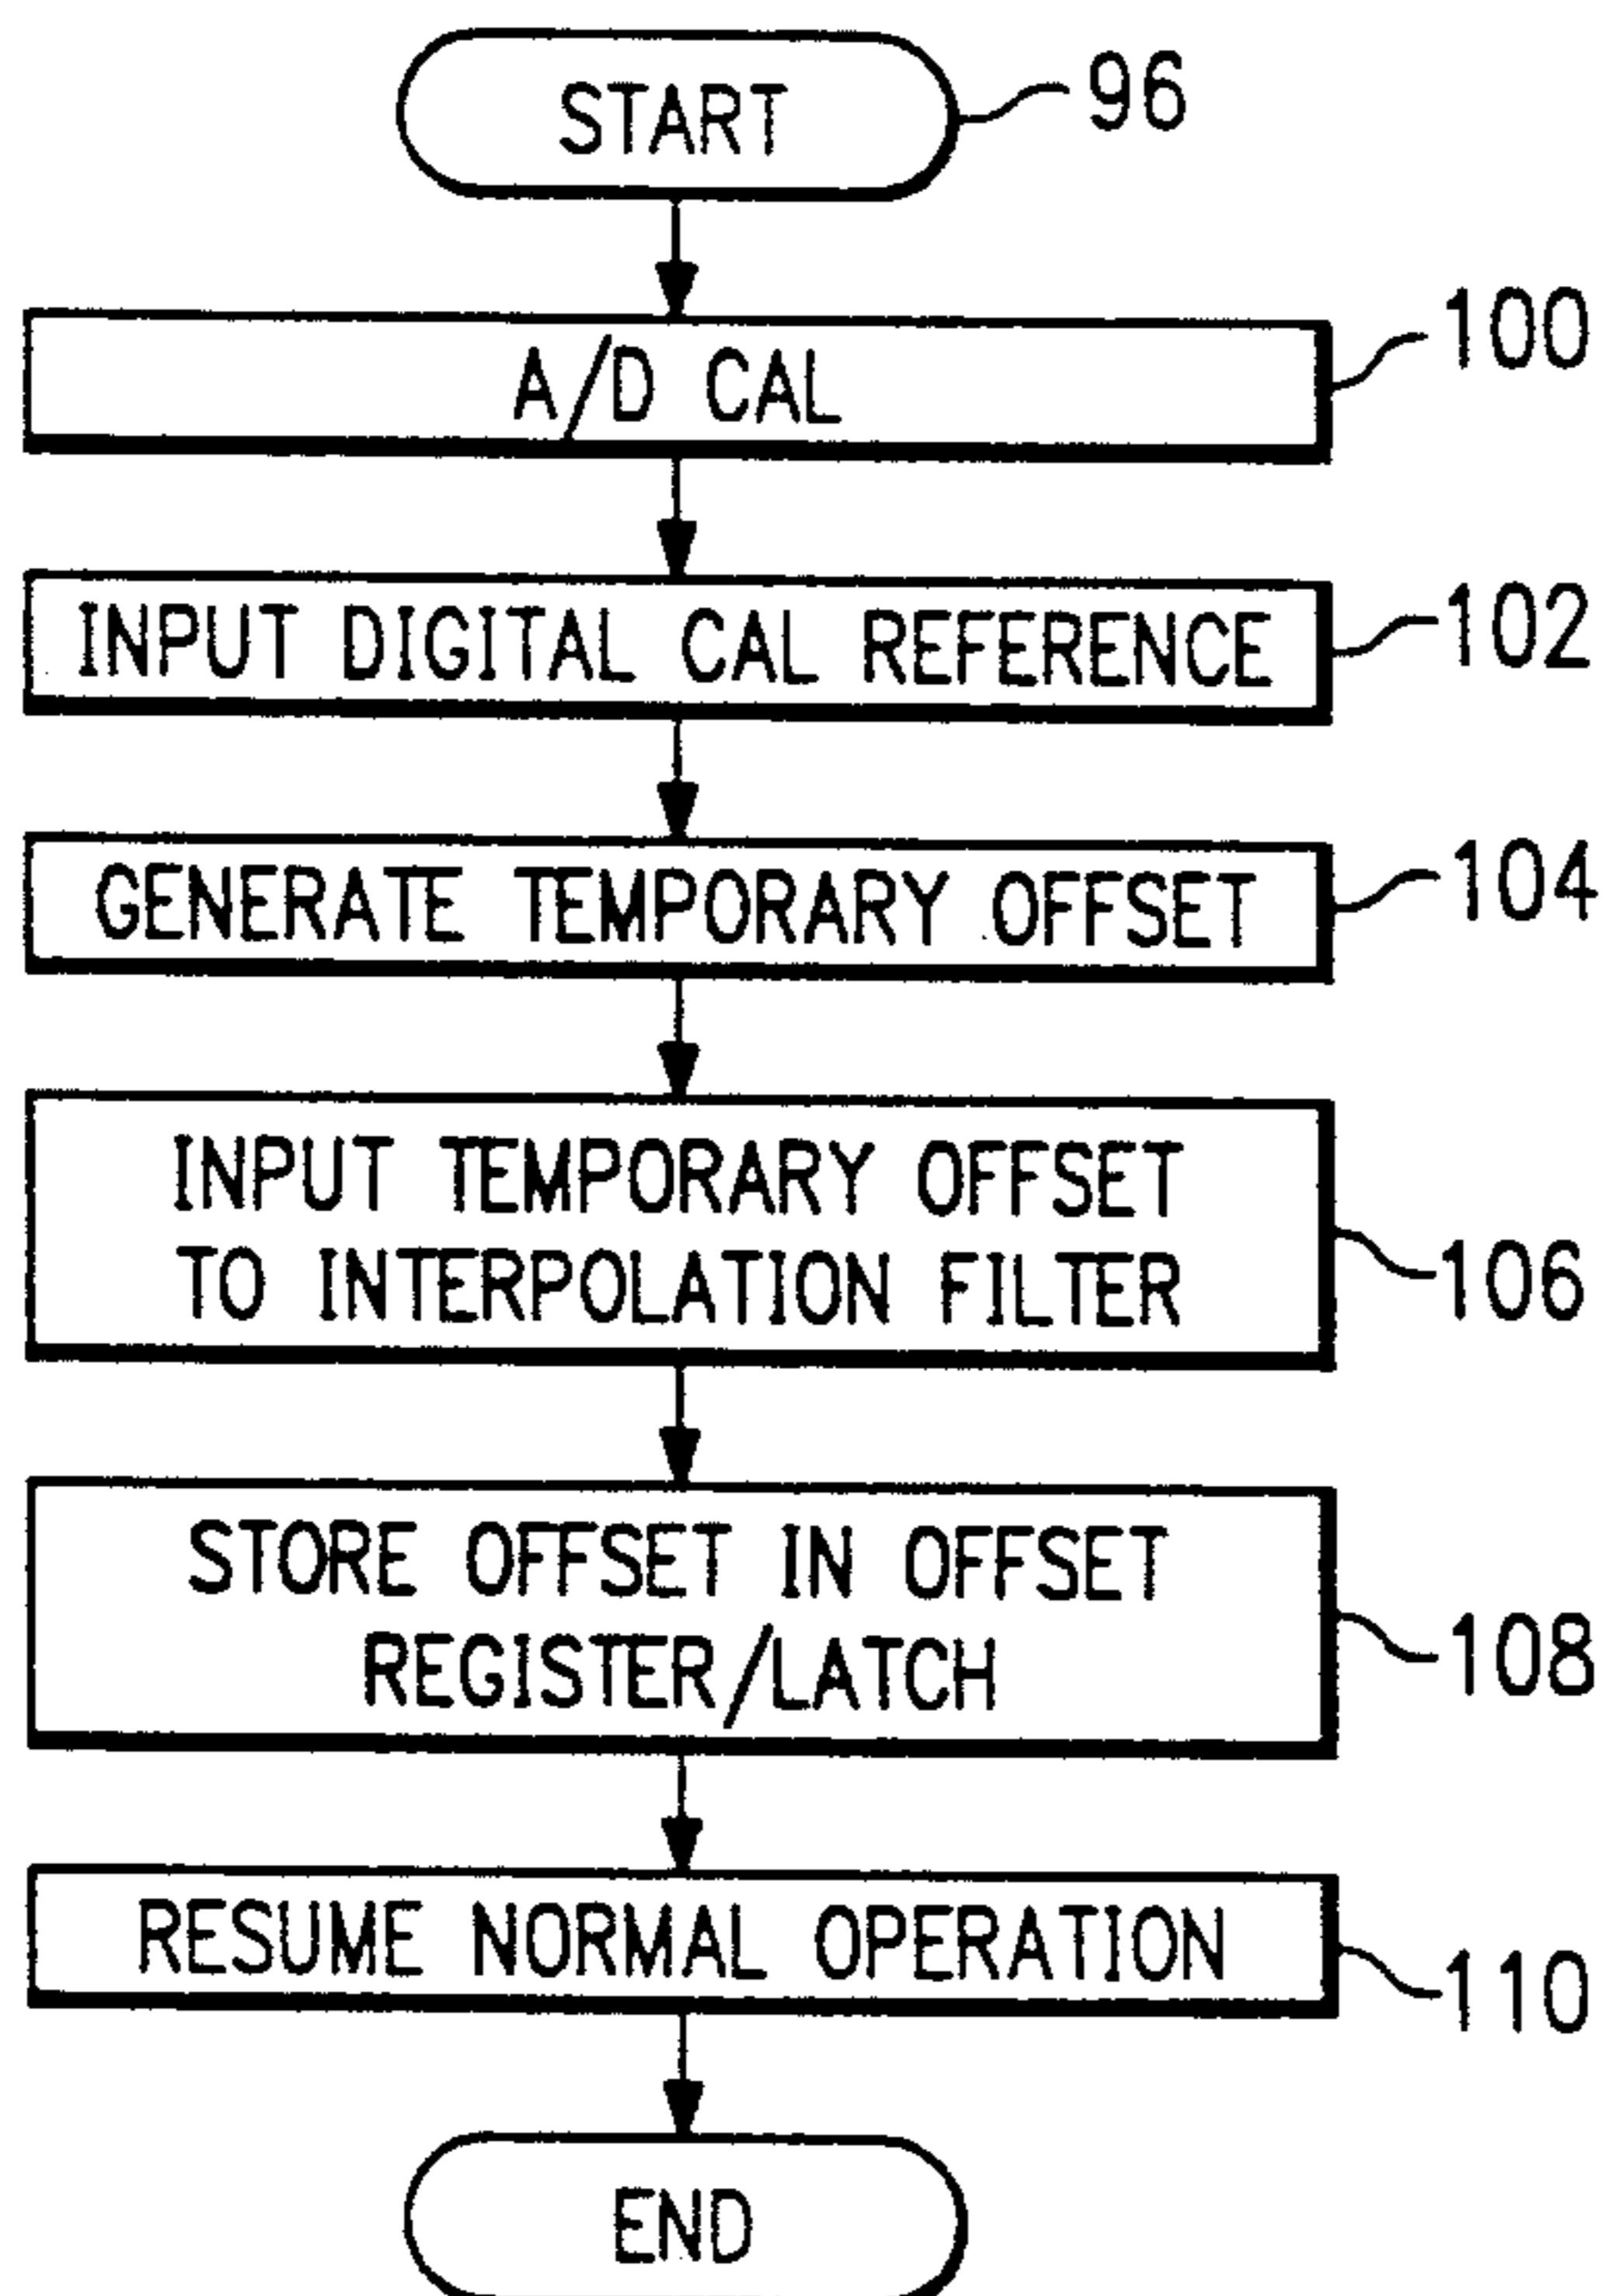 START
96
A/D CAL
100
INPUT DIGITAL CAL REFERENCE
102
GENERATE TEMPORARY OFFSET
104
INPUT TEMPORARY OFFSET
TO INTERPOLATION FILTER
106
STORE OFFSET IN OFFSET
REGISTER/LATCH
108
RESUME NORMAL OPERATION
110
END